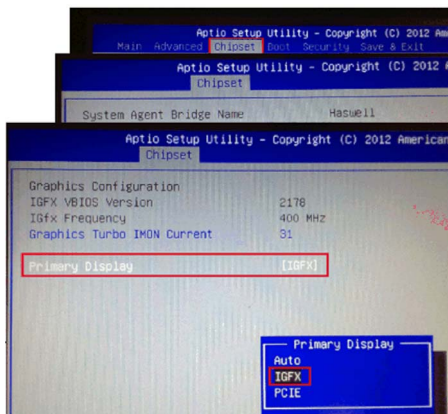 Aptio Setup Utility - Copyright (C) 2012 Am
Main Advanced Chipset Boot Security Save & Exit
Aptio Setup Utility - Copyright (C) 2012
Chipset
System Agent Bridge Name Haswell
Aptio Setup Utility - Copyright (C) 2012 American
Chipset
Graphics Configuration
IGFX VBIOS Version 2178
IGfx Frequency 400 MHz
Graphics Turbo IMON Current 31
Primary Display [IGFX]
Primary Display
Auto
IGFX
PCIE